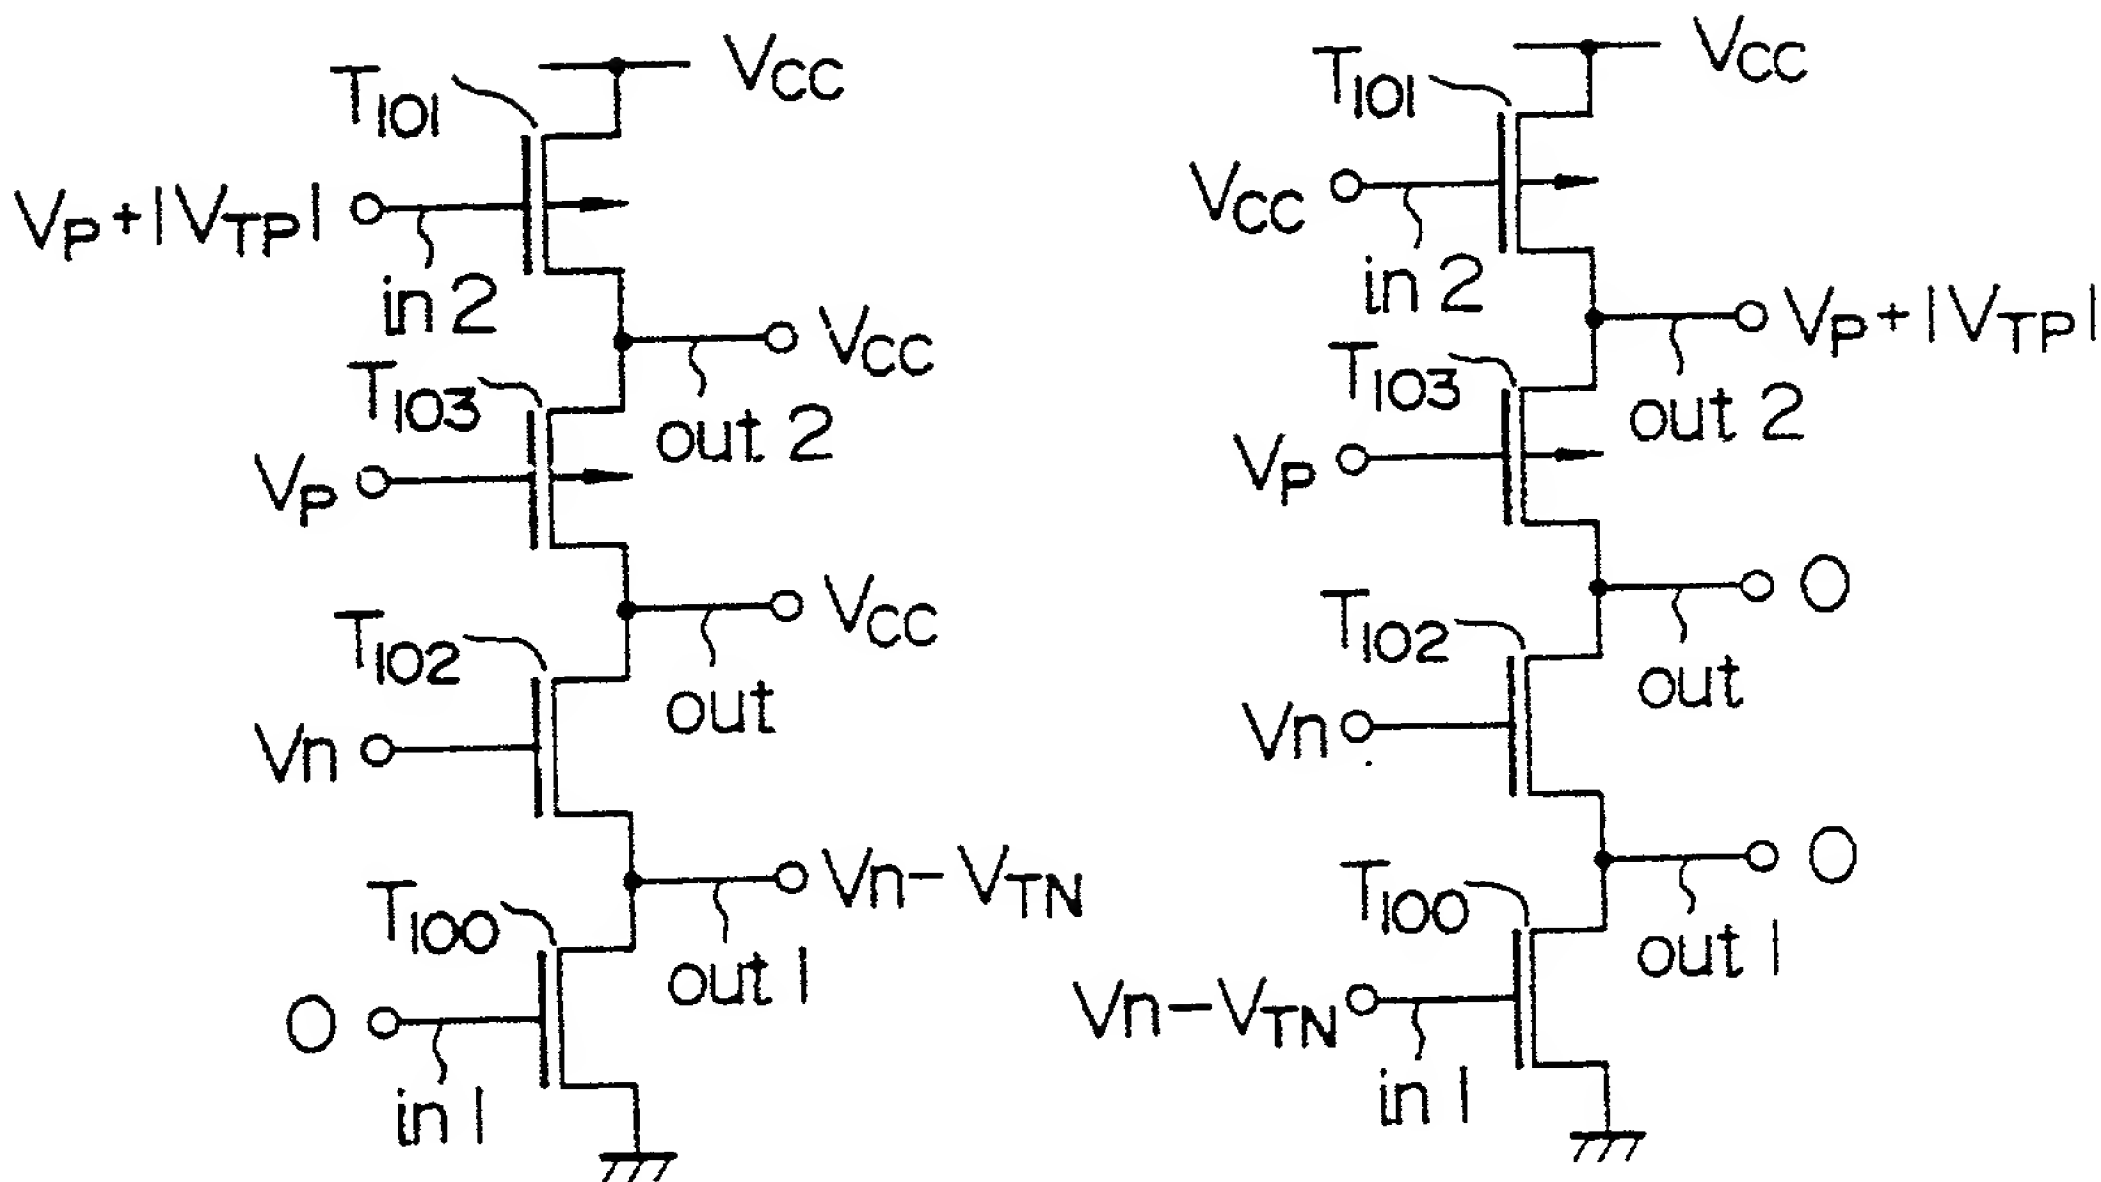 T101
VCC
VP+|VTP|
in 2
VCC
out 2
T103
VP
VCC
out
T102
Vn
Vn-VTN
out 1
T100
0
in 1
T101
VCC
VCC
in 2
VP+|VTP|
out 2
T103
VP
0
out
T102
Vn
0
out 1
T100
Vn-VTN
in 1